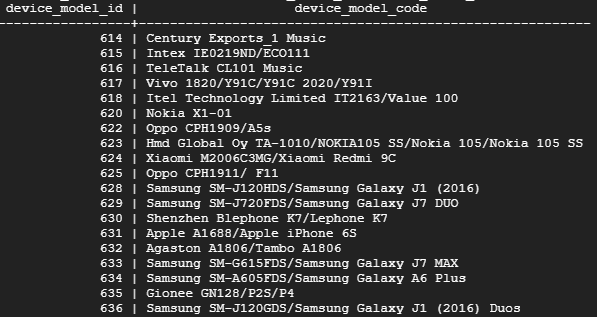 device_model_id | device_model_code
-----------------+----------------------------------------------------------
614 | Century Exports_1 Music
615 | Intex IE0219ND/ECO111
616 | TeleTalk CL101 Music
617 | Vivo 1820/Y91C/Y91C 2020/Y91I
618 | Itel Technology Limited IT2163/Value 100
620 | Nokia X1-01
622 | Oppo CPH1909/A5s
623 | Hmd Global Oy TA-1010/NOKIA105 SS/Nokia 105/Nokia 105 SS
624 | Xiaomi M2006C3MG/Xiaomi Redmi 9C
625 | Oppo CPH1911/ F11
628 | Samsung SM-J120HDS/Samsung Galaxy J1 (2016)
629 | Samsung SM-J720FDS/Samsung Galaxy J7 DUO
630 | Shenzhen Blephone K7/Lephone K7
631 | Apple A1688/Apple iPhone 6S
632 | Agaston A1806/Tambo A1806
633 | Samsung SM-G615FDS/Samsung Galaxy J7 MAX
634 | Samsung SM-A605FDS/Samsung Galaxy A6 Plus
635 | Gionee GN128/P2S/P4
636 | Samsung SM-J120GDS/Samsung Galaxy J1 (2016) Duos